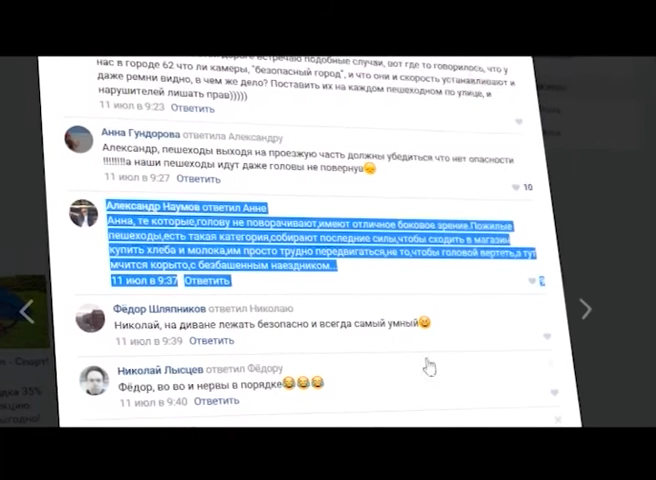 нас в городе 62 что ли камеры, "безопасный город", и что они и скорость устанавливают и
даже ремни видно, в чем же дело? Поставить их на каждом пешеходном по улице, и
нарушителей лишать прав)))))
11 июл в 9:23 Ответить
Анна Гундорова ответила Александру
Александр, пешеходы выходя на проезжую часть должны убедиться что нет опасности
!!!!!!!!а наши пешеходы идут даже головы не повернув😞
11 июл в 9:27 Ответить
10
Александр Наумов ответил Анне
Анна, те которые,голову не поворачивают,имеют отличное боковое зрение.Пожилые
пешеходы,есть такая категория,собирают последние силы,чтобы сходить в магазин
купить хлеба и молока,им просто трудно передвигаться,не то,чтобы головой вертеть,а тут
мчится корыто,с безбашенным наездником...
11 июл в 9:37 Ответить
Фёдор Шляпников ответил Николаю
Николай, на диване лежать безопасно и всегда самый умный😀
11 июл в 9:39 Ответить
Николай Лысцев ответил Фёдору
Фёдор, во во и нервы в порядке😂😂😂
11 июл в 9:40 Ответить